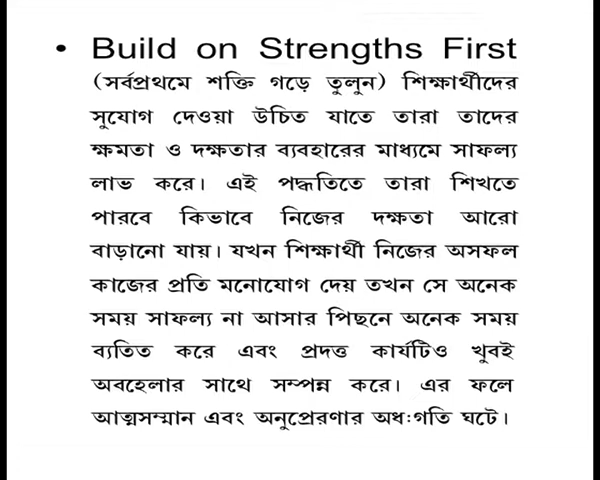 • Build on Strengths First
(সর্বপ্রথমে শক্তি গড়ে তুলুন) শিক্ষার্থীদের
সুযোগ দেওয়া উচিত যাতে তারা তাদের
ক্ষমতা ও দক্ষতার ব্যবহারের মাধ্যমে সাফল্য
লাভ করে। এই পদ্ধতিতে তারা শিখতে
পারবে কিভাবে নিজের দক্ষতা আরো
বাড়ানো যায়। যখন শিক্ষার্থী নিজের অসফল
কাজের প্রতি মনোযোগ দেয় তখন সে অনেক
সময় সাফল্য না আসার পিছনে অনেক সময়
ব্যতিত করে এবং প্রদত্ত কার্যটিও খুবই
অবহেলার সাথে সম্পন্ন করে। এর ফলে
আত্মসম্মান এবং অনুপ্রেরণার অধঃগতি ঘটে।